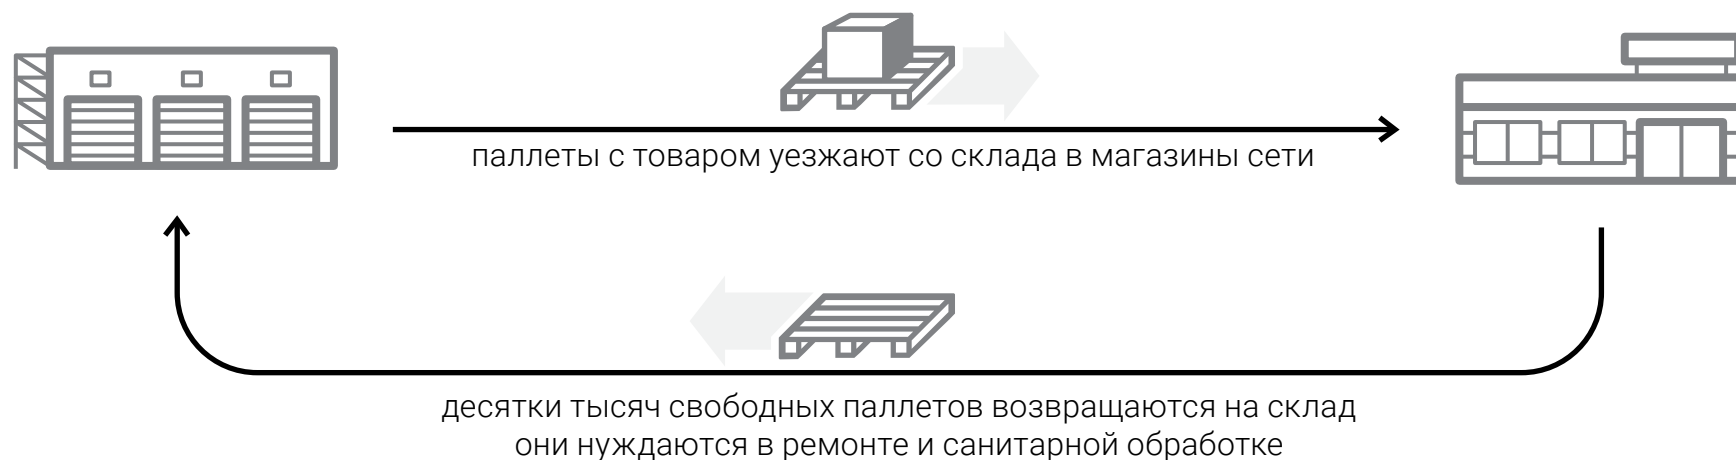 паллеты с товаром уезжают со склада в магазины сети
десятки тысяч свободных паллетов возвращаются на склад
они нуждаются в ремонте и санитарной обработке